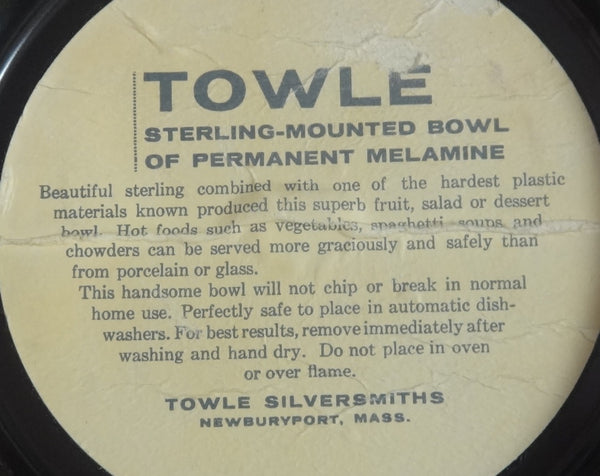 TOWLE
STERLING-MOUNTED BOWL
OF PERMANENT MELAMINE
Beautiful sterling combined with one of the hardest plastic
materials known produced this superb fruit, salad or dessert
bowl. Hot foods such as vegetables, spaghetti soups and
chowders can be served more graciously and safely than
from porcelain or glass.
This handsome bowl will not chip or break in normal
home use. Perfectly safe to place in automatic dish-
washers. For best results, remove immediately after
washing and hand dry. Do not place in oven
or over flame.
TOWLE SILVERSMITHS
NEWBURYPORT, MASS.